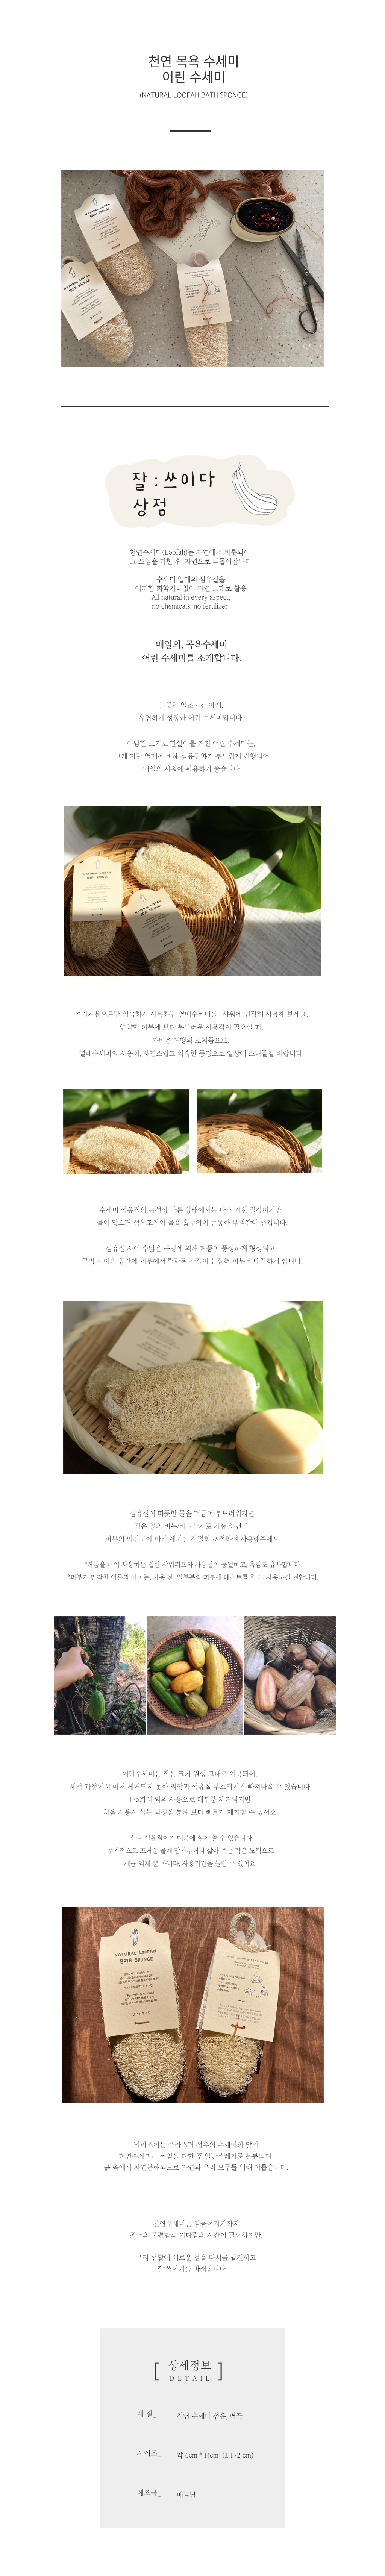 천연 목욕 수세미
어린 수세미
(NATURAL LOOFAH BATH SPONGE)
NATURAL LOOFAH
BATH SPONGE
잘 : 쓰이다
상점
천연수세미(Loofah)는 자연에서 비롯되어
그 쓰임을 다한 후, 자연으로 되돌아갑니다
수세미 열매의 섬유질을
어떠한 화학처리없이 자연 그대로 활용
All natural in every aspect,
no chemicals, no fertilizer
매일의, 목욕수세미
어린 수세미를 소개합니다.
~
느긋한 일조시간 아래,
유연하게 성장한 어린 수세미입니다.
아담한 크기로 한살이를 거친 어린 수세미는,
크게 자란 열매에 비해 섬유질화가 부드럽게 진행되어
매일의 샤워에 활용하기 좋습니다.
NATURAL LOOFAH
BATH SPONGE
설거지용으로만 익숙하게 사용하던 열매수세미를, 샤워에 연장해 사용해 보세요.
연약한 피부에 보다 부드러운 사용감이 필요할 때,
가벼운 여행의 소지품으로,
열매수세미의 사용이, 자연스럽고 익숙한 풍경으로 일상에 스며들길 바랍니다.
수세미 섬유질의 특성상 마른 상태에서는 다소 거친 질감이지만,
물이 닿으면 섬유조직이 물을 흡수하여 통통한 부피감이 생깁니다.
섬유질 사이 수많은 구멍에 의해 거품이 풍성하게 형성되고,
구멍 사이의 공간에 피부에서 탈락된 각질이 붙잡혀 피부를 매끈하게 합니다.
섬유질이 따뜻한 물을 머금어 부드러워지면
적은 양의 비누/바디클져로 거품을 낸후,
피부의 민감도에 따라 세기를 적절히 조절하여 사용해주세요.
*거품을 내어 사용하는 일반 샤워퍼프와 사용법이 동일하고, 촉감도 유사합니다.
*피부가 민감한 어른과 아이는, 사용 전 일부분의 피부에 테스트를 한 후 사용하길 권합니다.
어린수세미는 작은 크기 원형 그대로 이용되어,
세척 과정에서 미처 제거되지 못한 씨앗과 섬유질 부스러기가 빠져나올 수 있습니다.
4~5회 내외의 사용으로 대부분 제거되지만,
처음 사용시 삶는 과정을 통해 보다 빠르게 제거할 수 있어요.
*식물 섬유질이기 때문에 삶아 쓸 수 있습니다.
주기적으로 뜨거운 물에 담가두거나 삶아 주는 작은 노력으로
세균 억제 뿐 아니라, 사용기간을 늘일 수 있어요.
NATURAL LOOFAH
BATH SPONGE
널리쓰이는 플라스틱 섬유의 수세미와 달리
천연수세미는 쓰임을 다한 후 일반쓰레기로 분류되며
흙 속에서 자연분해되므로 자연과 우리 모두를 위해 이롭습니다.
~
천연수세미는 길들여지기까지
조금의 불편함과 기다림의 시간이 필요하지만,
우리 생활에 이로운 점을 다시금 발견하고
잘:쓰이기를 바래봅니다.
[ 상세정보 ]
DETAIL
재 질_ 천연 수세미 섬유, 면끈
사이즈_ 약 6cm * 14cm (± 1~2 cm)
제조국_ 베트남